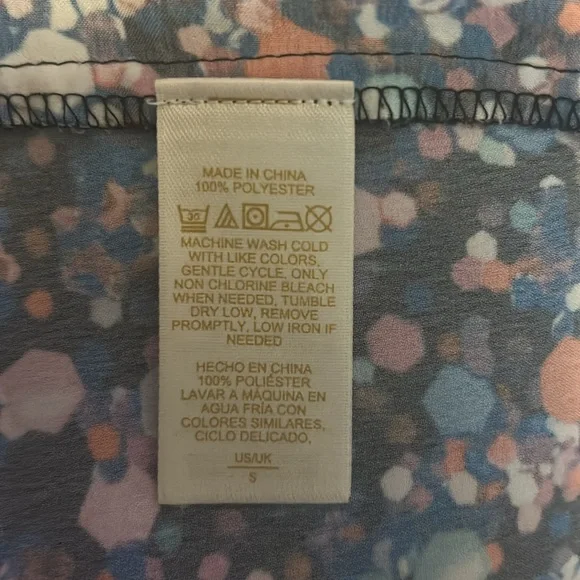 MADE IN CHINA
100% POLYESTER
30
MACHINE WASH COLD
WITH LIKE COLORS,
GENTLE CYCLE, ONLY
NON CHLORINE BLEACH
WHEN NEEDED, TUMBLE
DRY LOW, REMOVE
PROMPTLY, LOW IRON IF
NEEDED
HECHO EN CHINA
100% POLIÉSTER
LAVAR A MÁQUINA EN
AGUA FRÍA CON
COLORES SIMILARES,
CICLO DELICADO,
US/UK
S